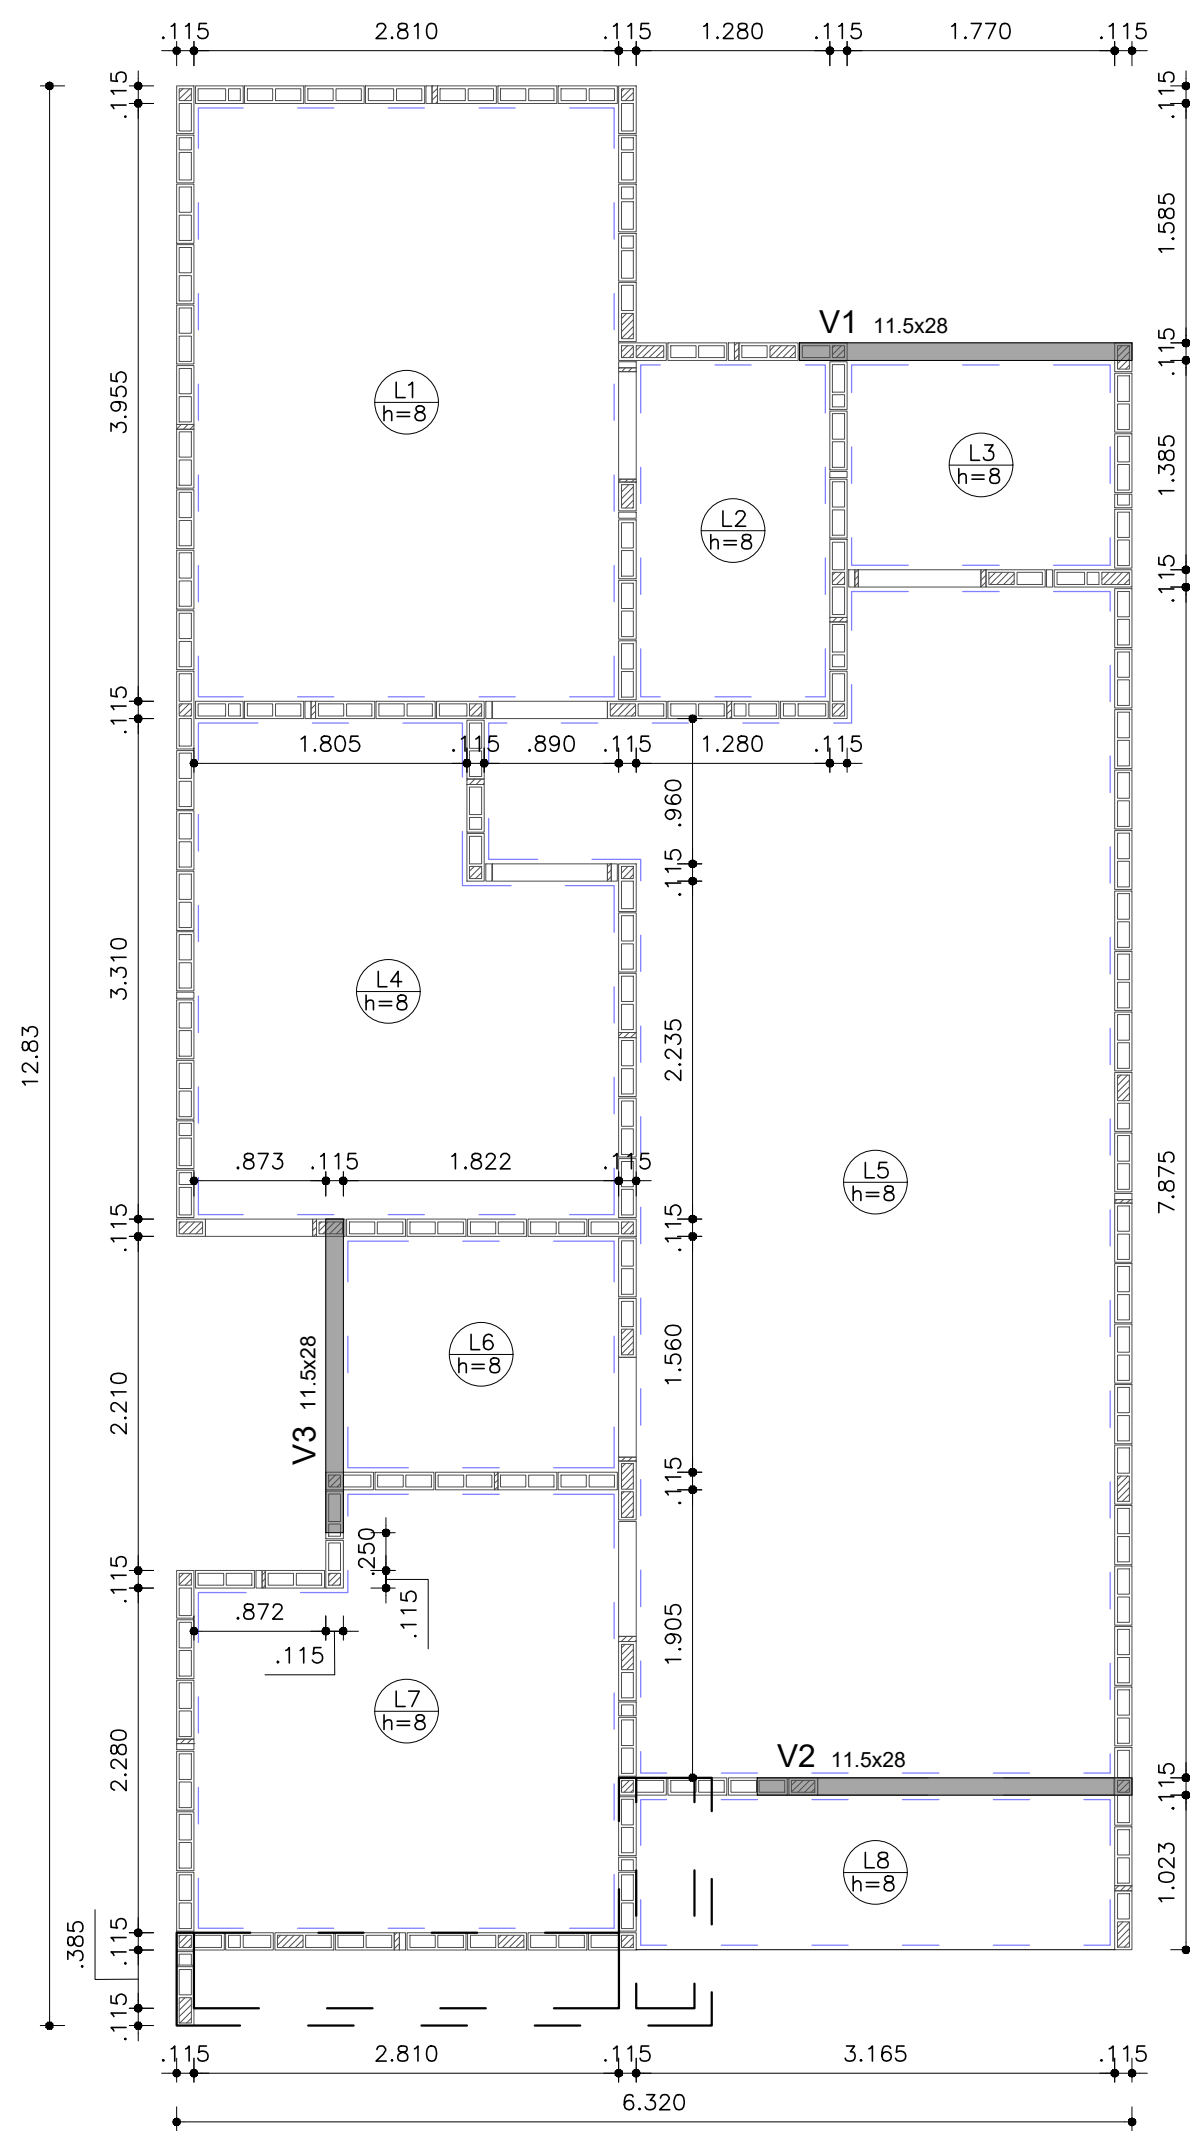 .115 2.810 .115 1.280 .115 1.770 .115
.115
.115
1.585
V1 11.5x28
.115
3.955
L1
h=8
L3
h=8
1.385
L2
h=8
.115
.115
1.805 .115 .890 .115 1.280 .115
.960
.115
3.310
L4
h=8
12.83
2.235
.873 .115 1.822 .115
L5
h=8
7.875
.115
.115
L6
h=8
1.560
V3 11.5x28
2.210
.115
.250
.115
.115
.872
.115
1.905
L7
h=8
2.280
V2 11.5x28
.115
L8
h=8
1.023
.385
.115
.115
.115 2.810 .115 3.165 .115
6.320